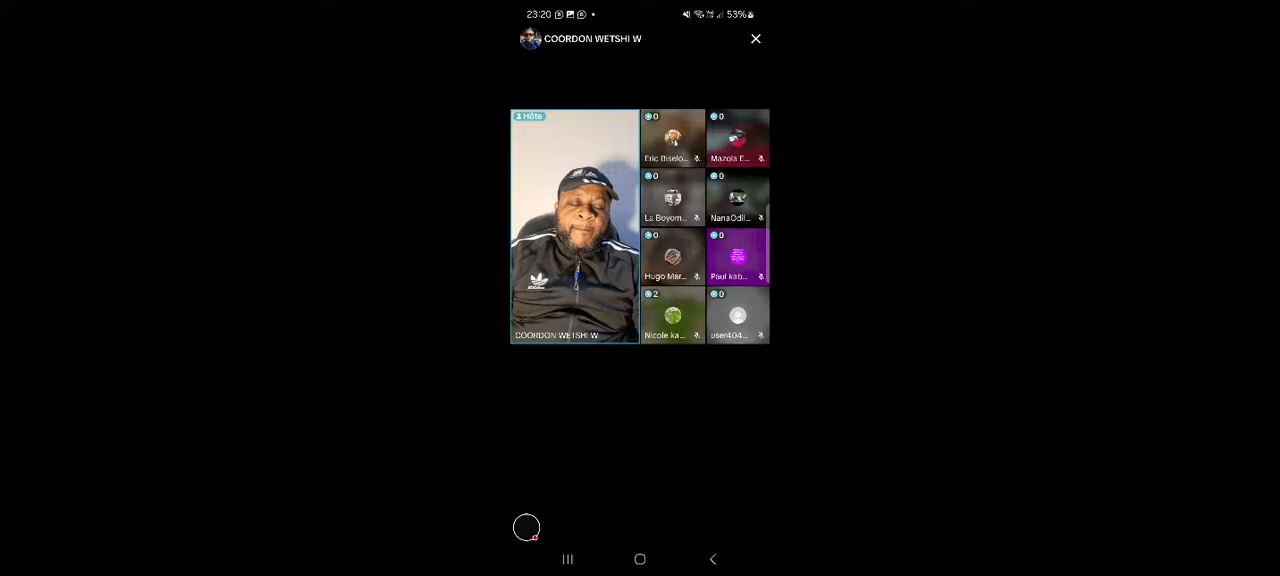 23:20
53%
COORDON WETSHI W
Hôte
COORDON WETSHI W
0
Eric Biselo...
0
Mazola E...
0
La Boyom...
0
NanaOdil...
0
Hugo Mar...
0
Paul kab...
2
Nicole ka...
0
user404...
adidas